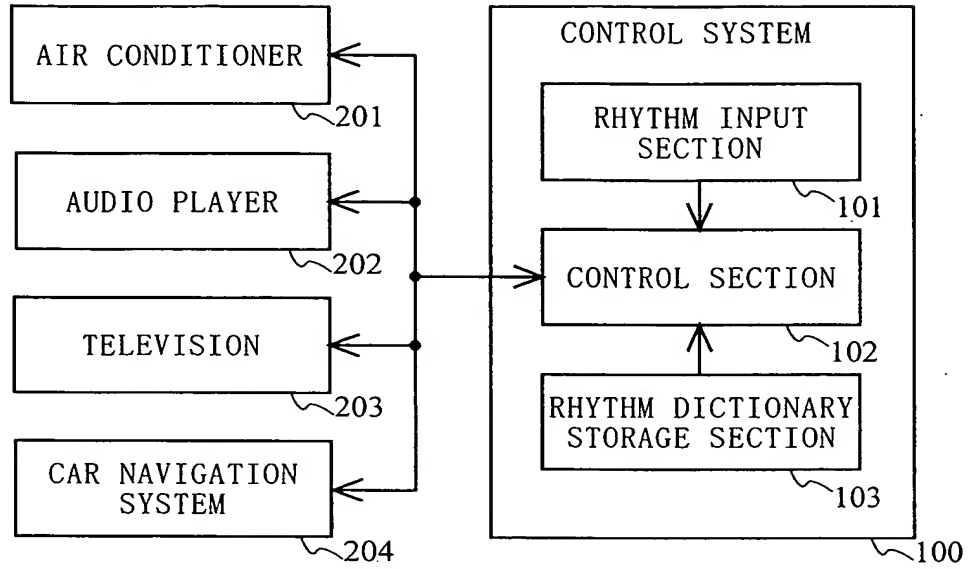 AIR CONDITIONER
201
AUDIO PLAYER
202
TELEVISION
203
CAR NAVIGATION
SYSTEM
204
CONTROL SYSTEM
RHYTHM INPUT
SECTION
101
CONTROL SECTION
102
RHYTHM DICTIONARY
STORAGE SECTION
103
100